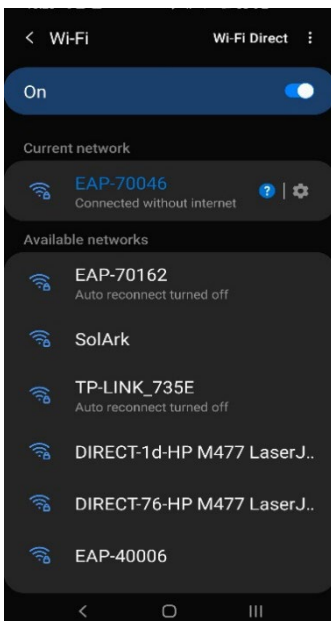 Wi-Fi Wi-Fi Direct
On
Current network
EAP-70046
Connected without internet ?
Available networks
EAP-70162
Auto reconnect turned off
SolArk
TP-LINK_735E
Auto reconnect turned off
DIRECT-1d-HP M477 LaserJ..
DIRECT-76-HP M477 LaserJ..
EAP-40006